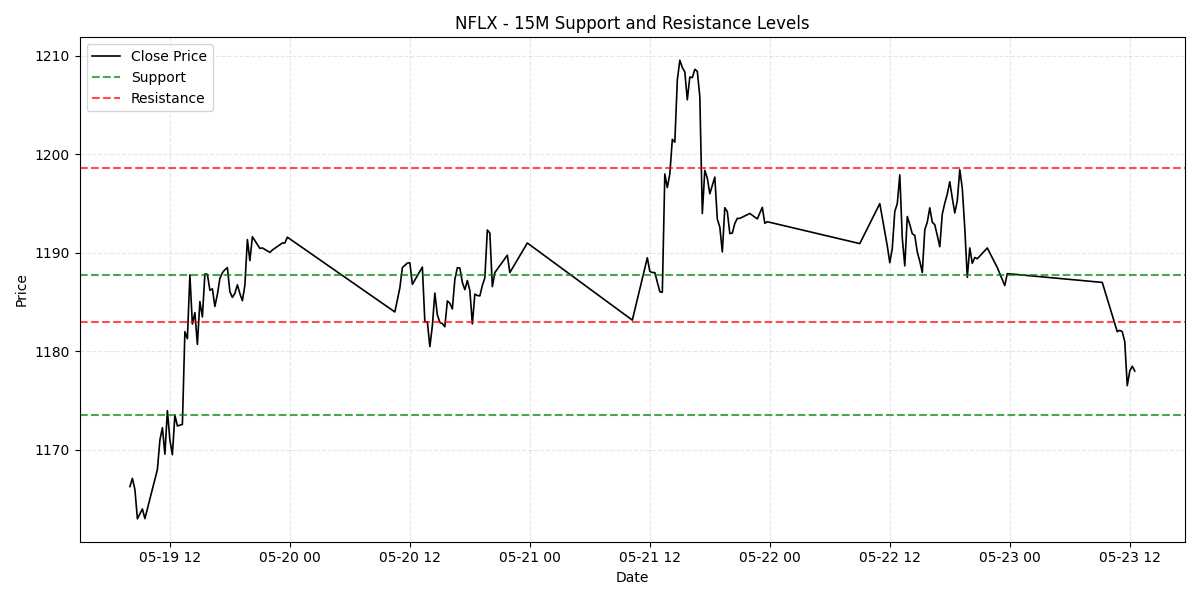 NFLX - 15M Support and Resistance Levels
Close Price
Support
Resistance
1210
1200
1190
1180
1170
Price
05-19 12
05-20 00
05-20 12
05-21 00
05-21 12
05-22 00
05-22 12
05-23 00
05-23 12
Date